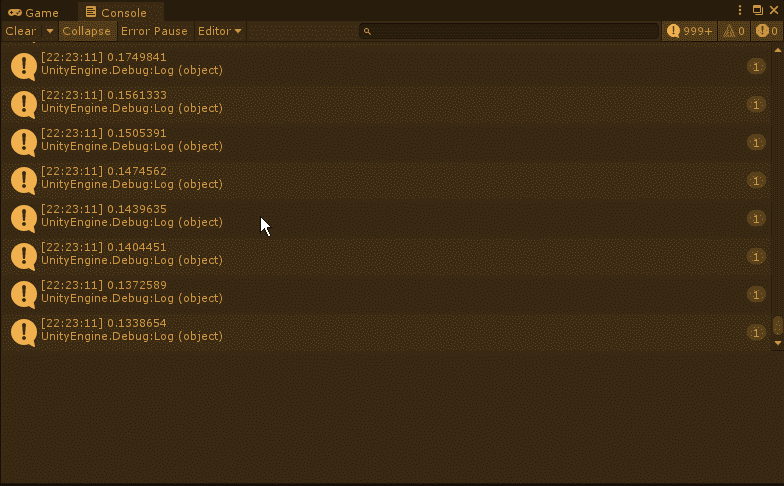 Game
Console
Clear Collapse Error Pause Editor 999+ 0 0
[22:23:11] 0.1749841
UnityEngine.Debug:Log (object)
1
[22:23:11] 0.1561333
UnityEngine.Debug:Log (object)
1
[22:23:11] 0.1505391
UnityEngine.Debug:Log (object)
1
[22:23:11] 0.1474562
UnityEngine.Debug:Log (object)
1
[22:23:11] 0.1439635
UnityEngine.Debug:Log (object)
1
[22:23:11] 0.1404451
UnityEngine.Debug:Log (object)
1
[22:23:11] 0.1372589
UnityEngine.Debug:Log (object)
1
[22:23:11] 0.1338654
UnityEngine.Debug:Log (object)
1